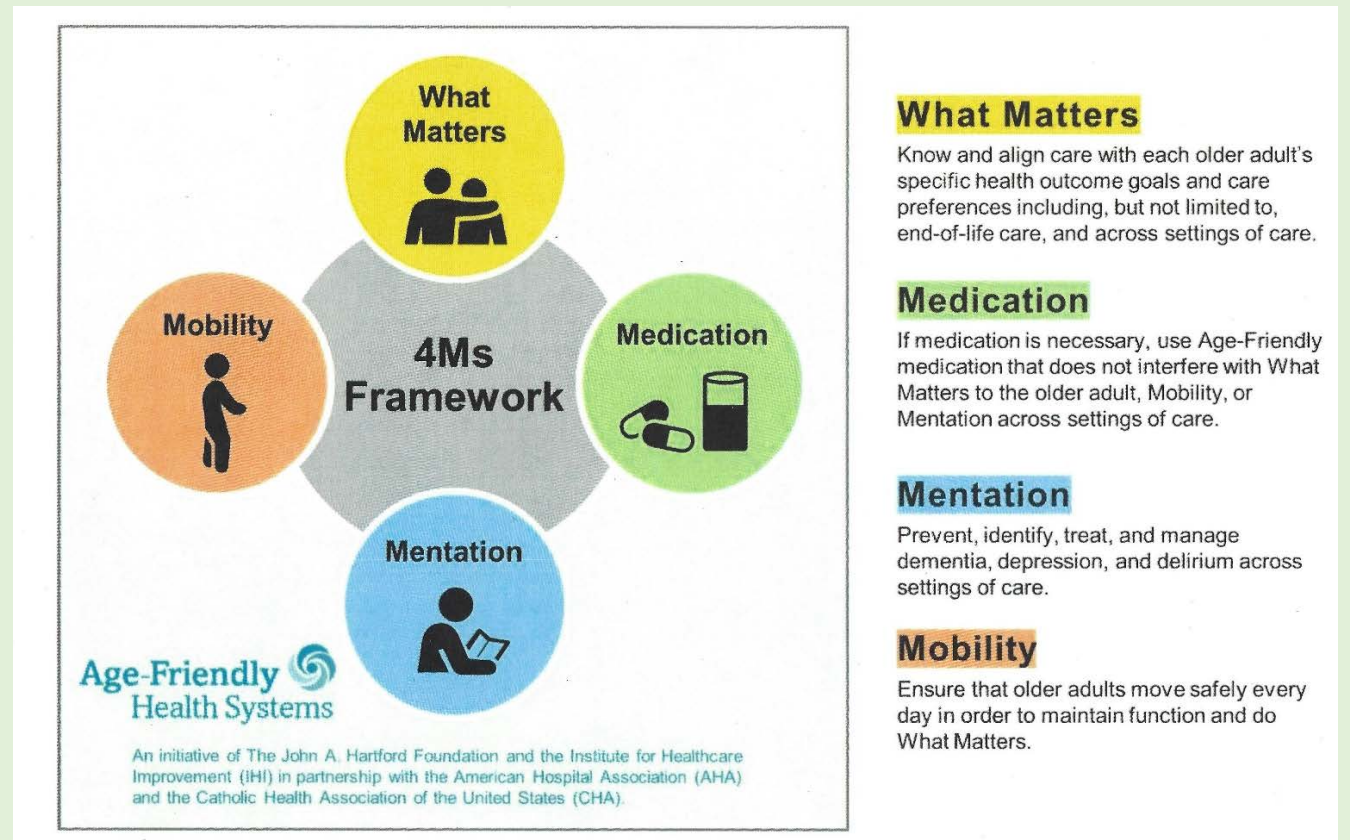 What
Matters
Mobility
Medication
4Ms
Framework
Mentation
Age-Friendly
Health Systems
An initiative of The John A. Hartford Foundation and the Institute for Healthcare
Improvement (IHI) in partnership with the American Hospital Association (AHA)
and the Catholic Health Association of the United States (CHA).
What Matters
Know and align care with each older adult's
specific health outcome goals and care
preferences including, but not limited to,
end-of-life care, and across settings of care.
Medication
If medication is necessary, use Age-Friendly
medication that does not interfere with What
Matters to the older adult, Mobility, or
Mentation across settings of care.
Mentation
Prevent, identify, treat, and manage
dementia, depression, and delirium across
settings of care.
Mobility
Ensure that older adults move safely every
day in order to maintain function and do
What Matters.